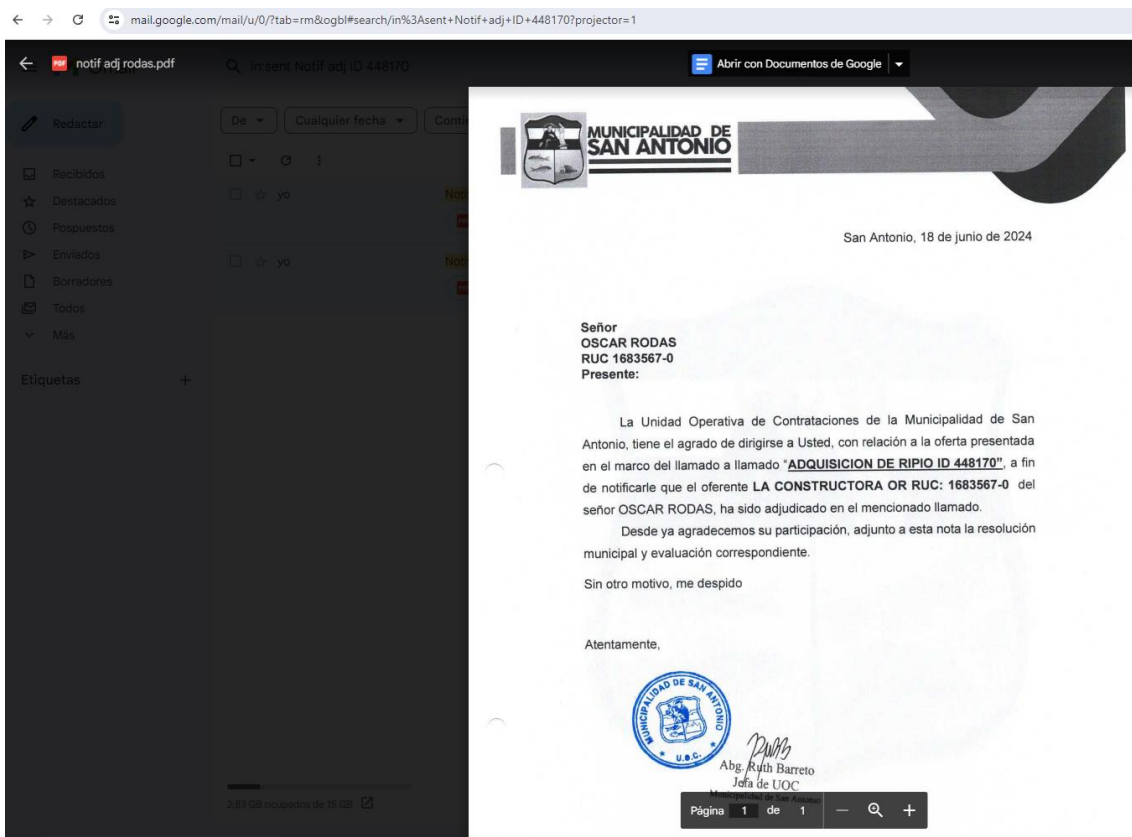 mail.google.com/mail/u/0/?tab=rm&ogbl#search/in%3Asent+Notif+adj+ID+448170?projector=1
notif adj rodas.pdf
in:sent Notif adj ID 448170
Abrir con Documentos de Google
Redactar
De
Cualquier fecha
Recibidos
Destacados
Pospuestos
Enviados
Borradores
Todos
Más
Etiquetas
yo
yo
2,83 GB ocupados de 15 GB
MUNICIPALIDAD DE
SAN ANTONIO
San Antonio, 18 de junio de 2024
Señor
OSCAR RODAS
RUC 1683567-0
Presente:
La Unidad Operativa de Contrataciones de la Municipalidad de San
Antonio, tiene el agrado de dirigirse a Usted, con relación a la oferta presentada
en el marco del llamado a llamado “ADQUISICION DE RIPIO ID 448170”, a fin
de notificarle que el oferente LA CONSTRUCTORA OR RUC: 1683567-0 del
señor OSCAR RODAS, ha sido adjudicado en el mencionado llamado.
Desde ya agradecemos su participación, adjunto a esta nota la resolución
municipal y evaluación correspondiente.
Sin otro motivo, me despido
Atentamente,
MUNICIPALIDAD DE SAN ANTONIO
U.O.C.
Abg. Ruth Barreto
Jefa de UOC
Municipalidad de San Antonio
Página 1 de 1